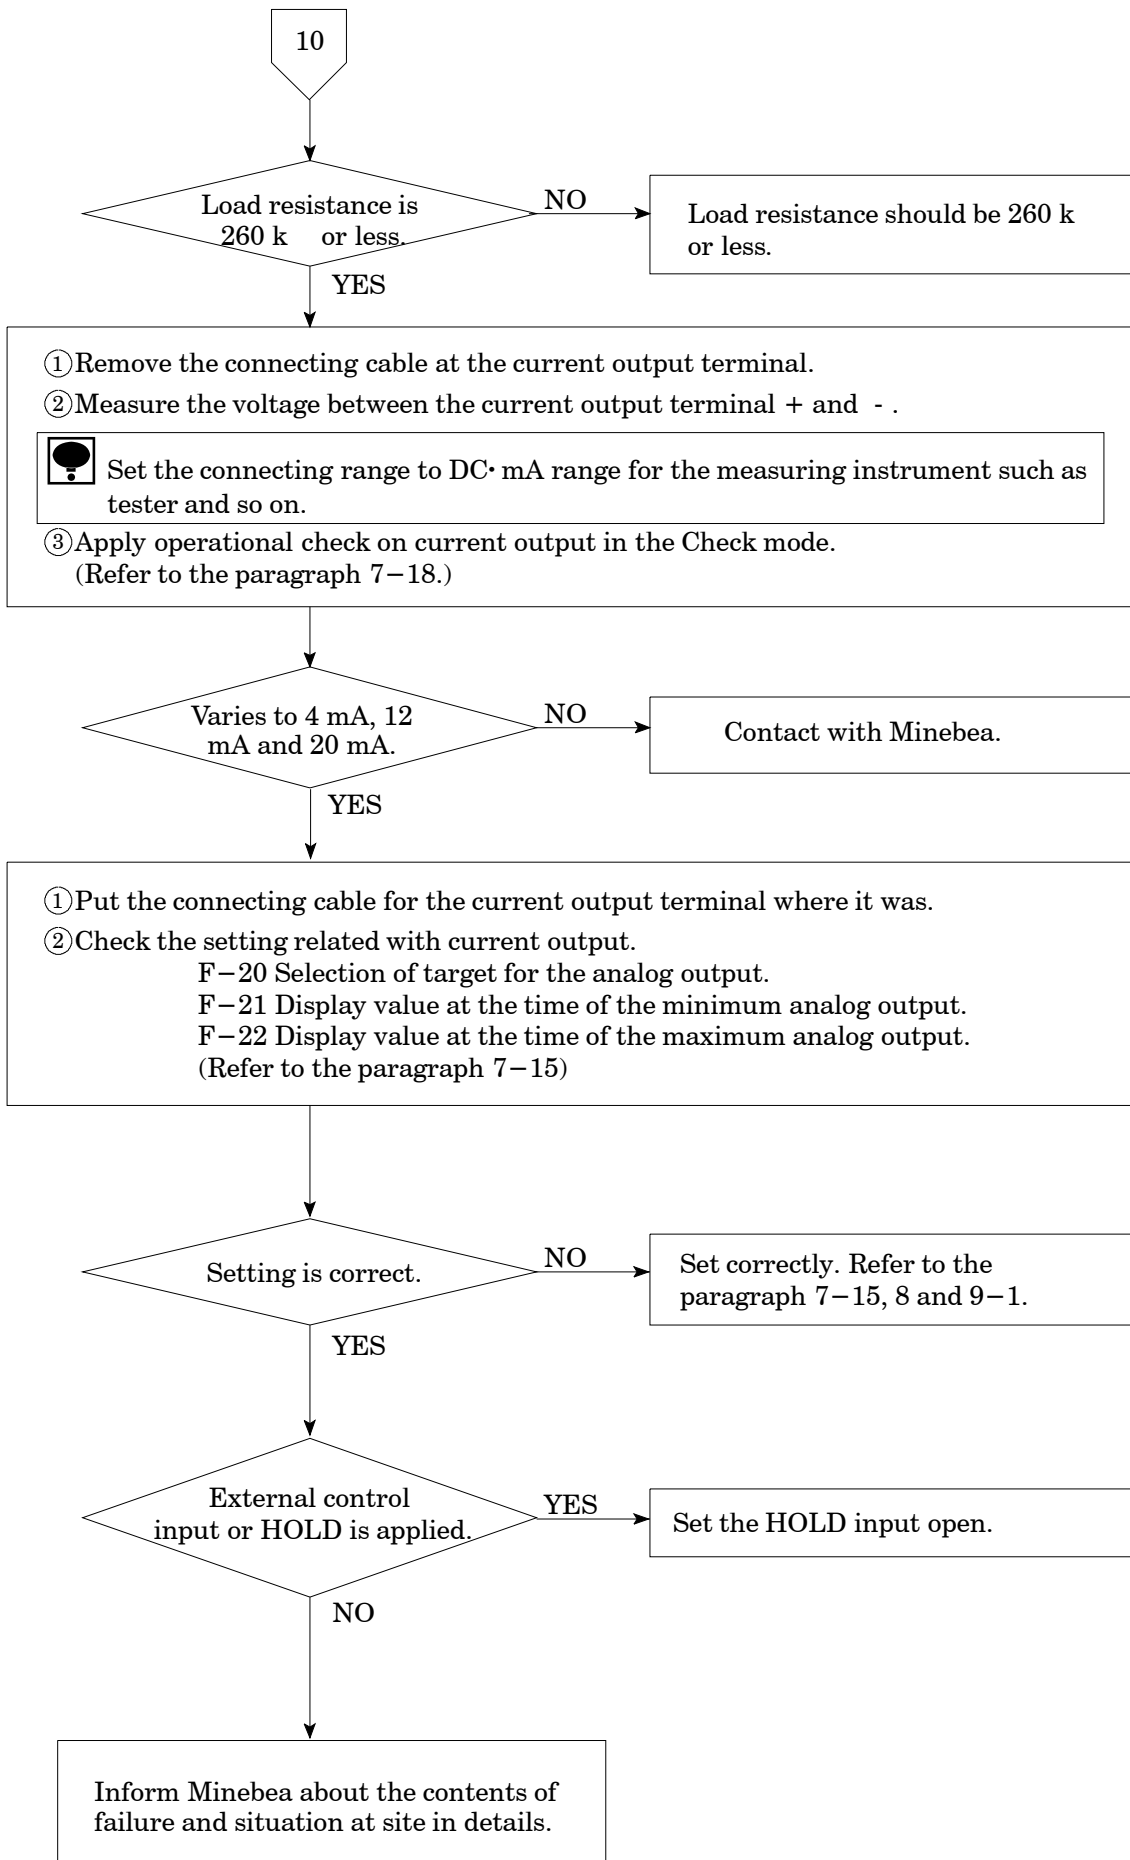 10
Load resistance is
260 k or less.
NO
Load resistance should be 260 k
or less.
YES
①Remove the connecting cable at the current output terminal.
②Measure the voltage between the current output terminal + and - .
Set the connecting range to DC· mA range for the measuring instrument such as
tester and so on.
③Apply operational check on current output in the Check mode.
(Refer to the paragraph 7−18.)
Varies to 4 mA, 12
mA and 20 mA.
NO
Contact with Minebea.
YES
①Put the connecting cable for the current output terminal where it was.
②Check the setting related with current output.
F−20 Selection of target for the analog output.
F−21 Display value at the time of the minimum analog output.
F−22 Display value at the time of the maximum analog output.
(Refer to the paragraph 7−15)
Setting is correct.
NO
Set correctly. Refer to the
paragraph 7−15, 8 and 9−1.
YES
External control
input or HOLD is applied.
YES
Set the HOLD input open.
NO
Inform Minebea about the contents of
failure and situation at site in details.